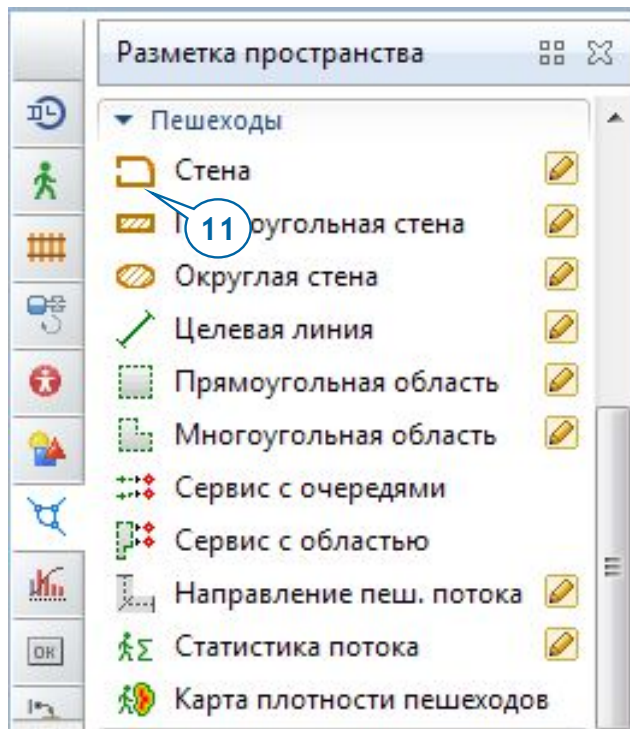 Разметка пространства
Пешеходы
Стена
11
стена
Округлая стена
Целевая линия
Прямоугольная область
Многоугольная область
Сервис с очередями
Сервис с областью
Направление пеш. потока
Статистика потока
Карта плотности пешеходов
OK